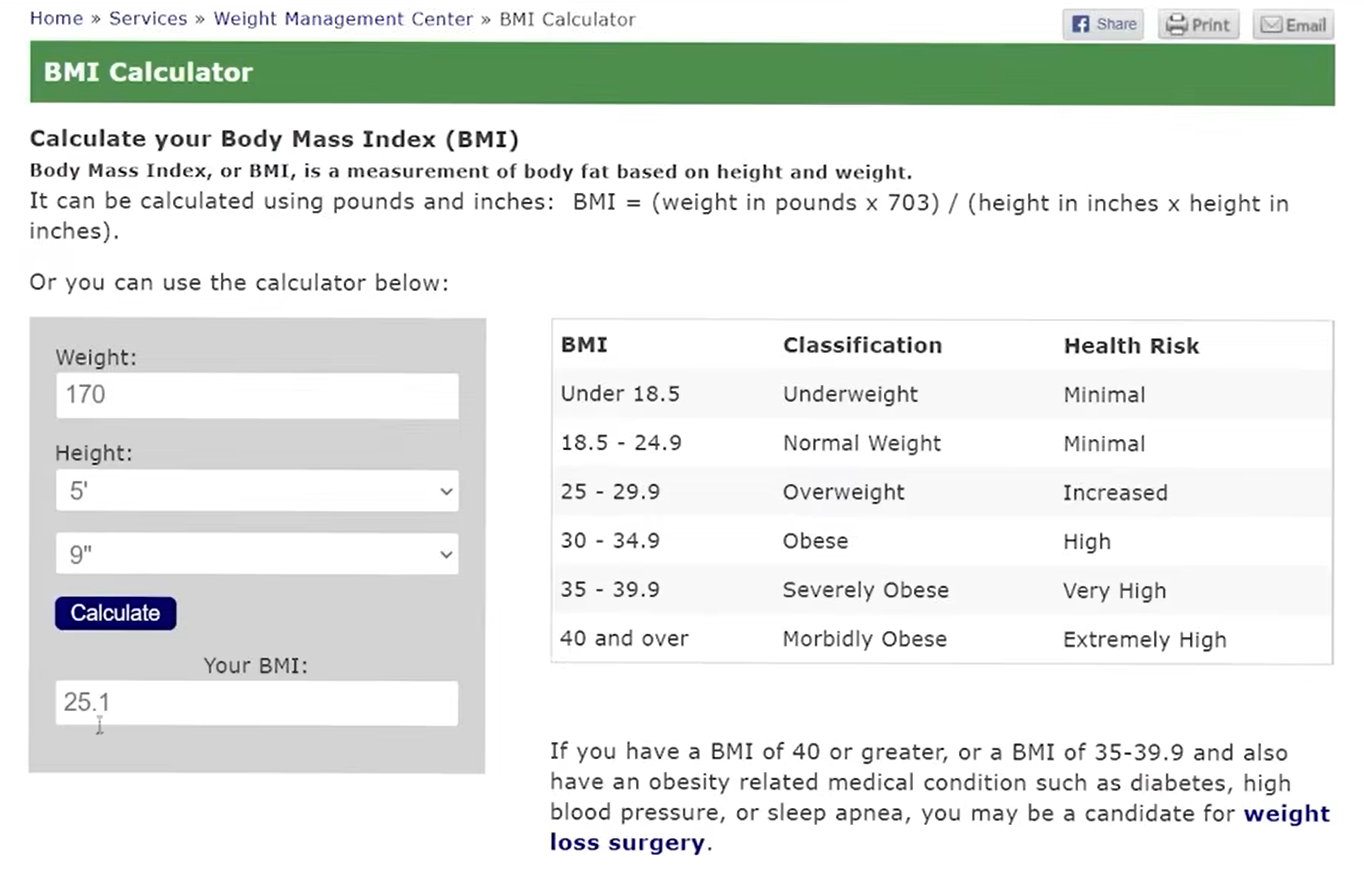 Home » Services » Weight Management Center » BMI Calculator
Share
Print
Email
BMI Calculator
Calculate your Body Mass Index (BMI)
Body Mass Index, or BMI, is a measurement of body fat based on height and weight.
It can be calculated using pounds and inches: BMI = (weight in pounds x 703) / (height in inches x height in
inches).
Or you can use the calculator below:
Weight:
170
Height:
5'
9"
Calculate
Your BMI:
25.1
BMI Classification Health Risk
Under 18.5 Underweight Minimal
18.5 - 24.9 Normal Weight Minimal
25 - 29.9 Overweight Increased
30 - 34.9 Obese High
35 - 39.9 Severely Obese Very High
40 and over Morbidly Obese Extremely High
If you have a BMI of 40 or greater, or a BMI of 35-39.9 and also
have an obesity related medical condition such as diabetes, high
blood pressure, or sleep apnea, you may be a candidate for weight
loss surgery.